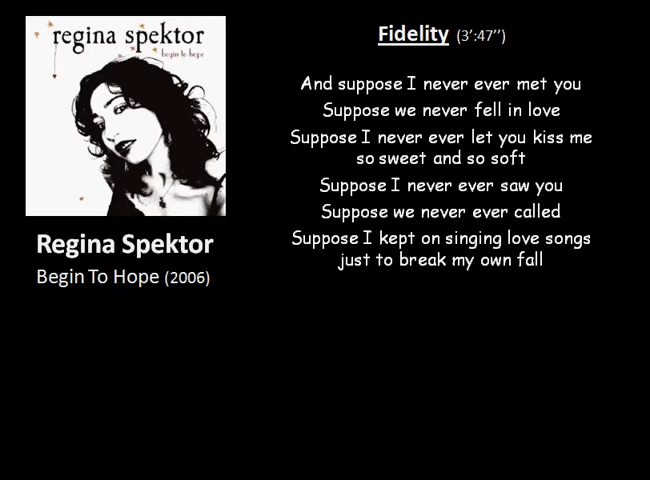 regina spektor
begin to hope
Regina Spektor
Begin To Hope (2006)
Fidelity (3’:47’’)
And suppose I never ever met you
Suppose we never fell in love
Suppose I never ever let you kiss me
so sweet and so soft
Suppose I never ever saw you
Suppose we never ever called
Suppose I kept on singing love songs
just to break my own fall